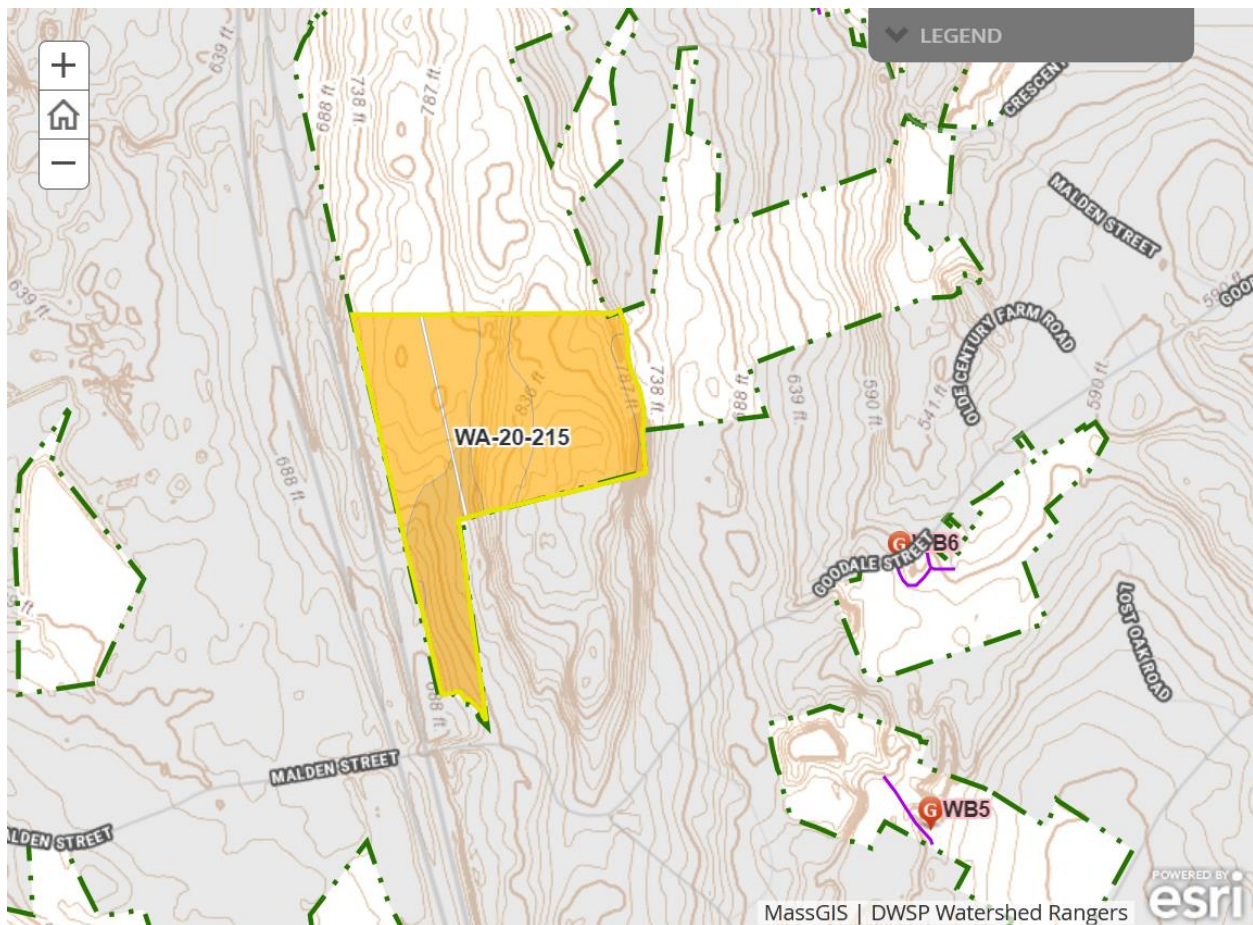 +
−
LEGEND
639 ft.
688 ft.
738 ft.
787 ft.
CRESCENT
MALDEN STREET
639 ft.
GOO
OLDE CENTURY FARM ROAD
836 ft.
787 ft.
738 ft.
688 ft.
639 ft.
590 ft.
541 ft.
590 ft.
WA-20-215
688 ft.
G
B6
GOODALE STREET
LOST OAK ROAD
688 ft.
MALDEN STREET
ALDEN STREET
G WB5
POWERED BY
esri
MassGIS | DWSP Watershed Rangers